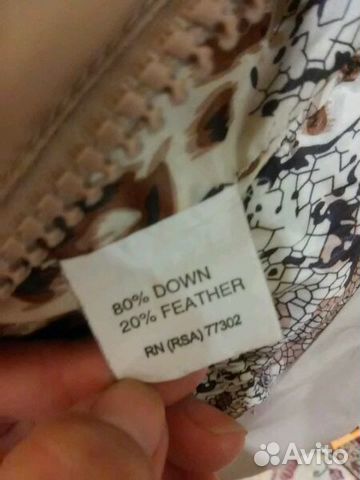 80% DOWN
20% FEATHER
RN (RSA) 77302
Avito